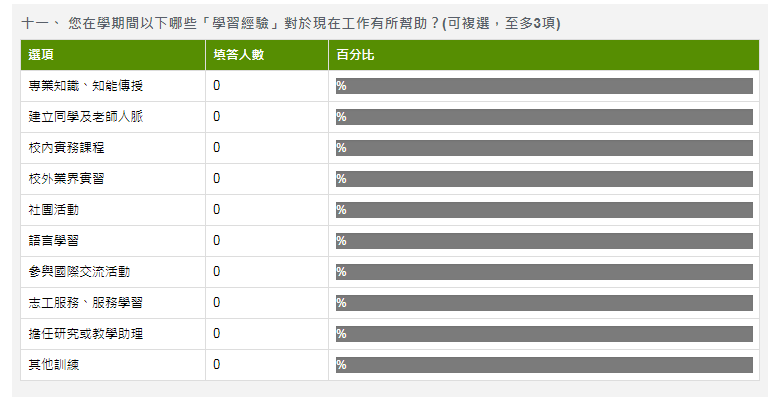 十一、 您在學期間以下哪些「學習經驗」對於現在工作有所幫助？(可複選，至多3項)
選項 填答人數 百分比
專業知識、知能傳授 0 %
建立同學及老師人脈 0 %
校內實務課程 0 %
校外業界實習 0 %
社團活動 0 %
語言學習 0 %
參與國際交流活動 0 %
志工服務、服務學習 0 %
擔任研究或教學助理 0 %
其他訓練 0 %